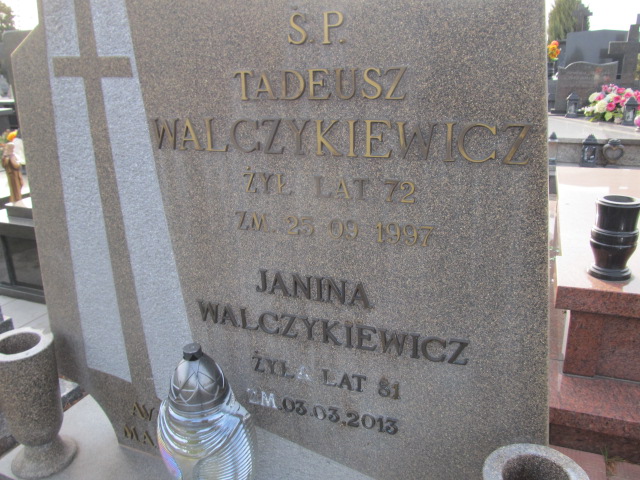 Ś.P.
TADEUSZ
WALCZYKIEWICZ
ŻYŁ LAT 72
ZM. 25 09 1997
JANINA
WALCZYKIEWICZ
ŻYŁA LAT 81
ZM.03.03.2013